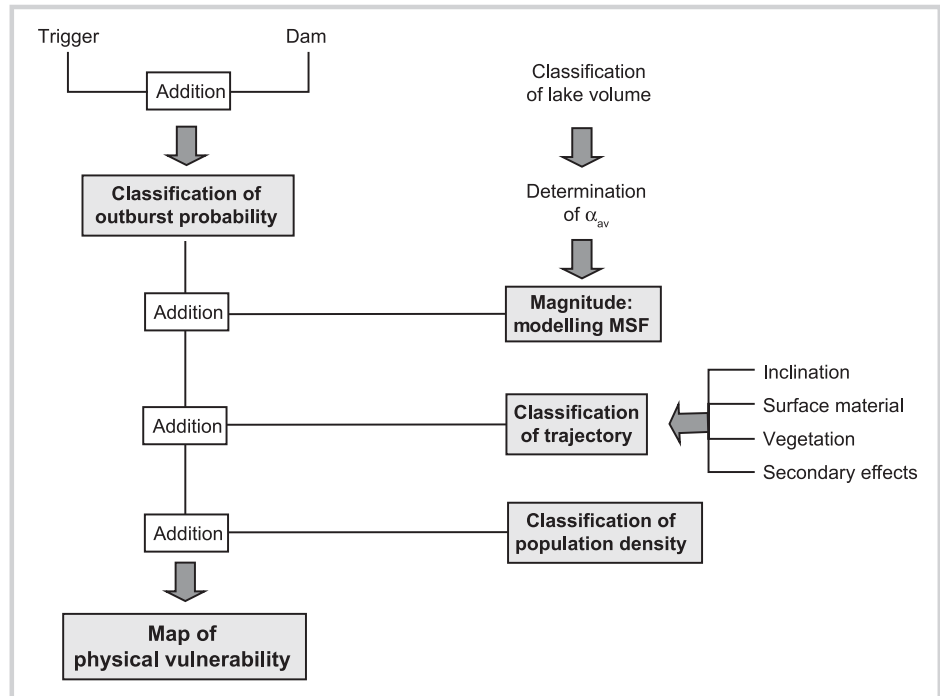 Trigger
Dam
Addition
Classification of
outburst probability
Classification
of lake volume
Determination
of αav
Addition
Magnitude:
modelling MSF
Addition
Classification
of trajectory
Inclination
Surface material
Vegetation
Secondary effects
Addition
Classification of
population density
Map of
physical vulnerability